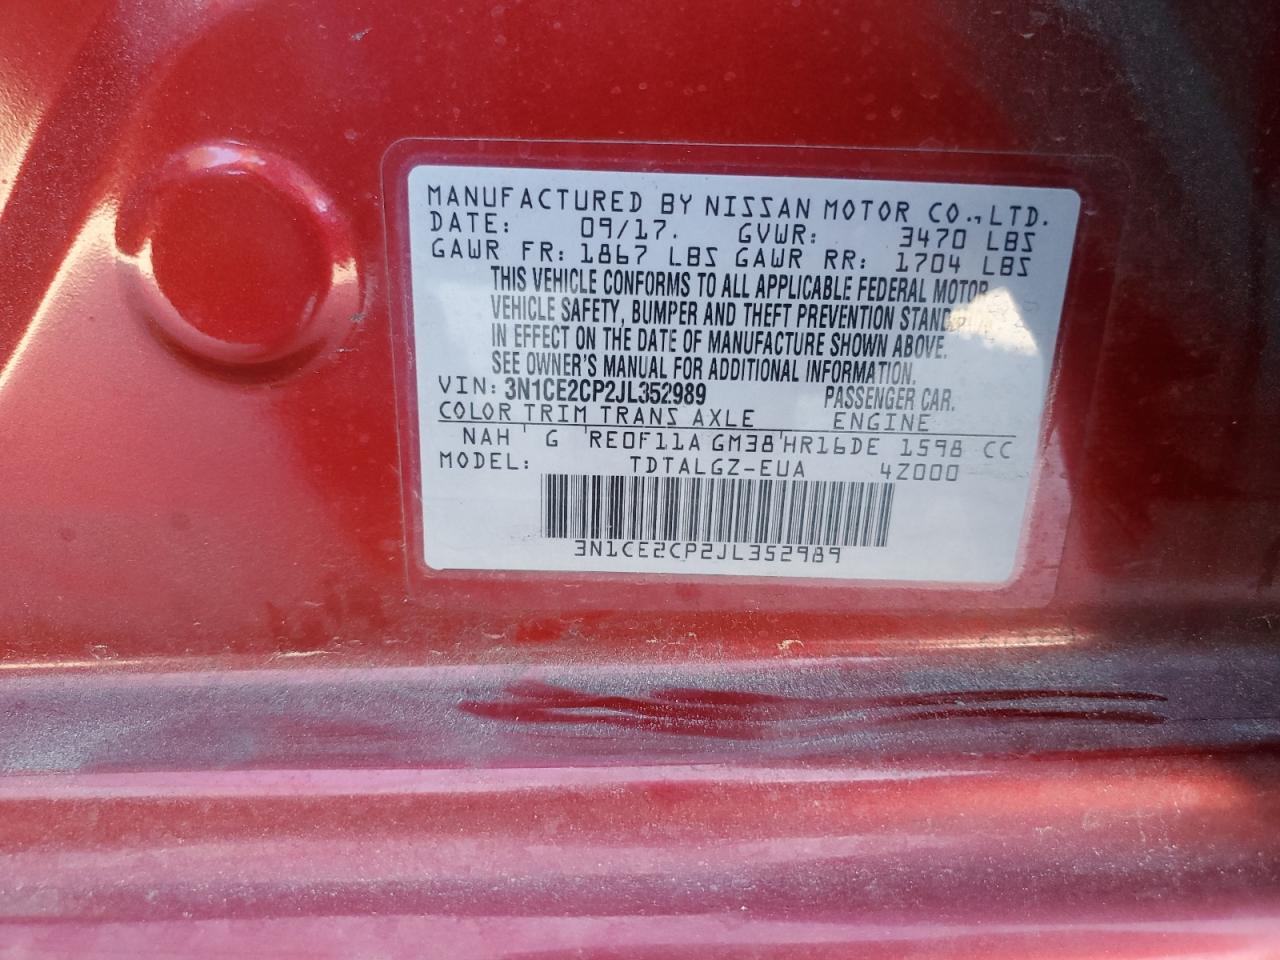 MANUFACTURED BY NISSAN MOTOR CO.,LTD.
DATE: 09/17. GVWR: 3470 LBS
GAWR FR: 1867 LBS GAWR RR: 1704 LBS
THIS VEHICLE CONFORMS TO ALL APPLICABLE FEDERAL MOTOR
VEHICLE SAFETY, BUMPER AND THEFT PREVENTION
IN EFFECT ON THE DATE OF MANUFACTURE SHOWN ABOVE.
SEE OWNER'S MANUAL FOR ADDITIONAL INFORMATION.
VIN: 3N1CE2CP2JL352989 PASSENGER CAR.
COLOR TRIM TRANS AXLE ENGINE
NAH G RE0F11A GM38 HR16DE 1598 CC
MODEL: TDTALGZ-EUA 4Z000
3N1CE2CP2JL352989